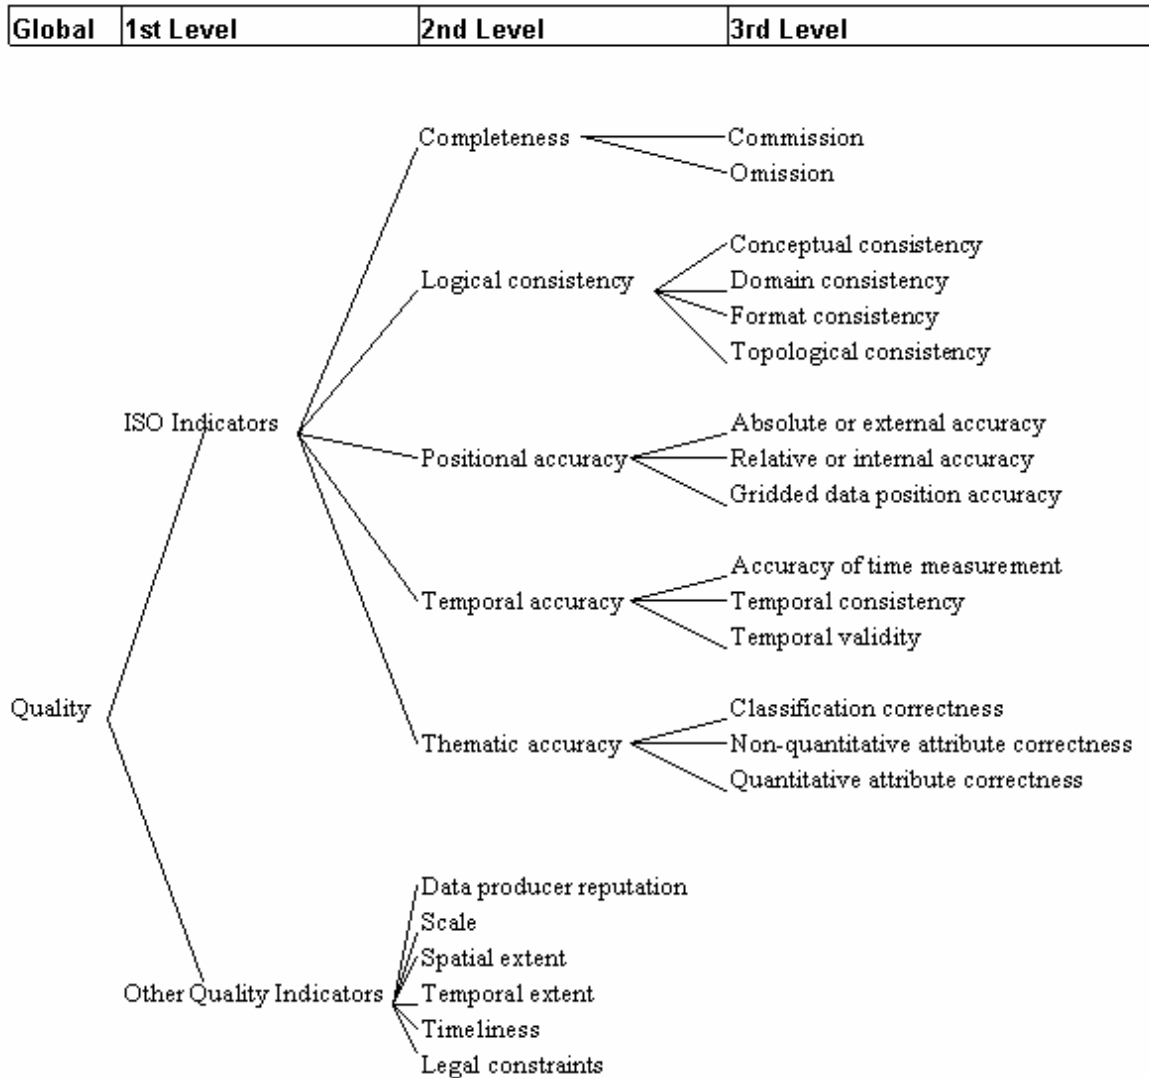 Global 1st Level 2nd Level 3rd Level
Completeness Commission
Omission
Conceptual consistency
Logical consistency Domain consistency
Format consistency
Topological consistency
ISO Indicators Absolute or external accuracy
Positional accuracy Relative or internal accuracy
Gridded data position accuracy
Accuracy of time measurement
Temporal accuracy Temporal consistency
Temporal validity
Quality Classification correctness
Thematic accuracy Non-quantitative attribute correctness
Quantitative attribute correctness
Data producer reputation
Scale
Spatial extent
Other Quality Indicators Temporal extent
Timeliness
Legal constraints